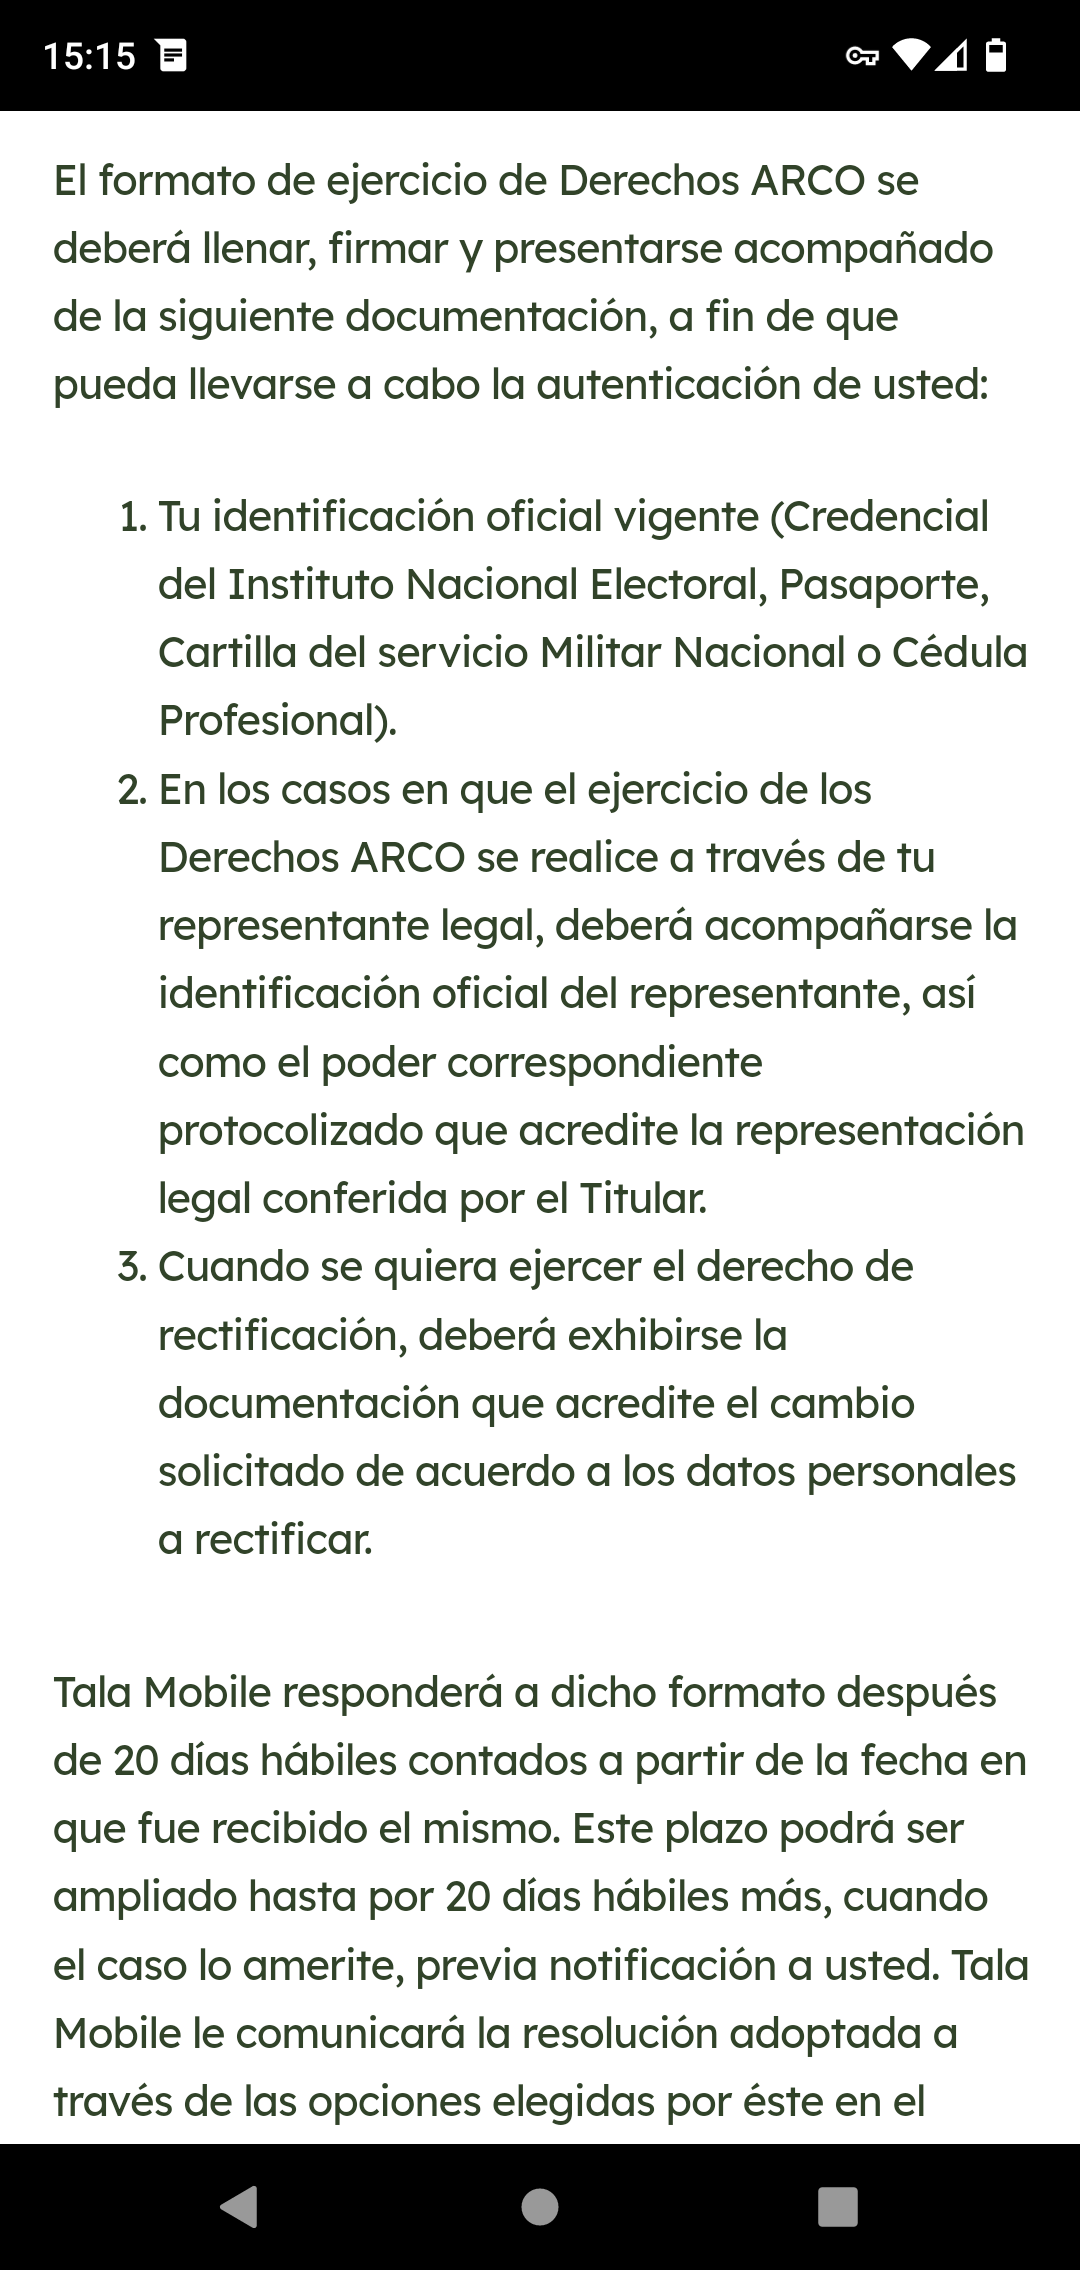 15:15
El formato de ejercicio de Derechos ARCO se
deberá llenar, firmar y presentarse acompañado
de la siguiente documentación, a fin de que
pueda llevarse a cabo la autenticación de usted:
1. Tu identificación oficial vigente (Credencial
del Instituto Nacional Electoral, Pasaporte,
Cartilla del servicio Militar Nacional o Cédula
Profesional).
2. En los casos en que el ejercicio de los
Derechos ARCO se realice a través de tu
representante legal, deberá acompañarse la
identificación oficial del representante, así
como el poder correspondiente
protocolizado que acredite la representación
legal conferida por el Titular.
3. Cuando se quiera ejercer el derecho de
rectificación, deberá exhibirse la
documentación que acredite el cambio
solicitado de acuerdo a los datos personales
a rectificar.
Tala Mobile responderá a dicho formato después
de 20 días hábiles contados a partir de la fecha en
que fue recibido el mismo. Este plazo podrá ser
ampliado hasta por 20 días hábiles más, cuando
el caso lo amerite, previa notificación a usted. Tala
Mobile le comunicará la resolución adoptada a
través de las opciones elegidas por éste en el